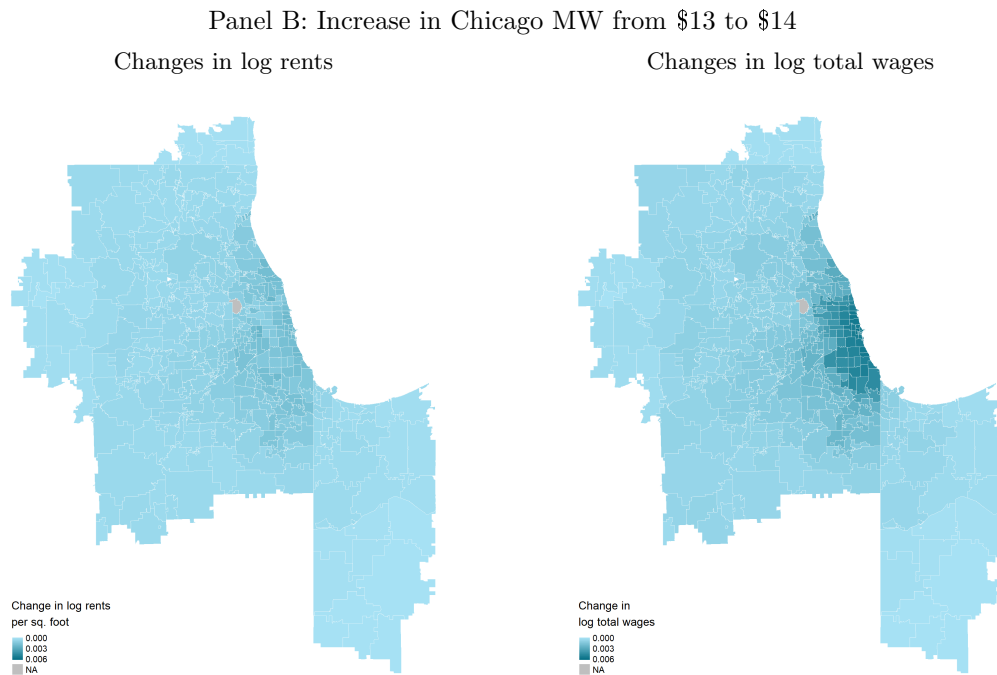 Panel B: Increase in Chicago MW from $13 to $14
Changes in log rents
Changes in log total wages
Change in log rents
per sq. foot
0.000
0.003
0.006
NA
Change in
log total wages
0.000
0.003
0.006
NA